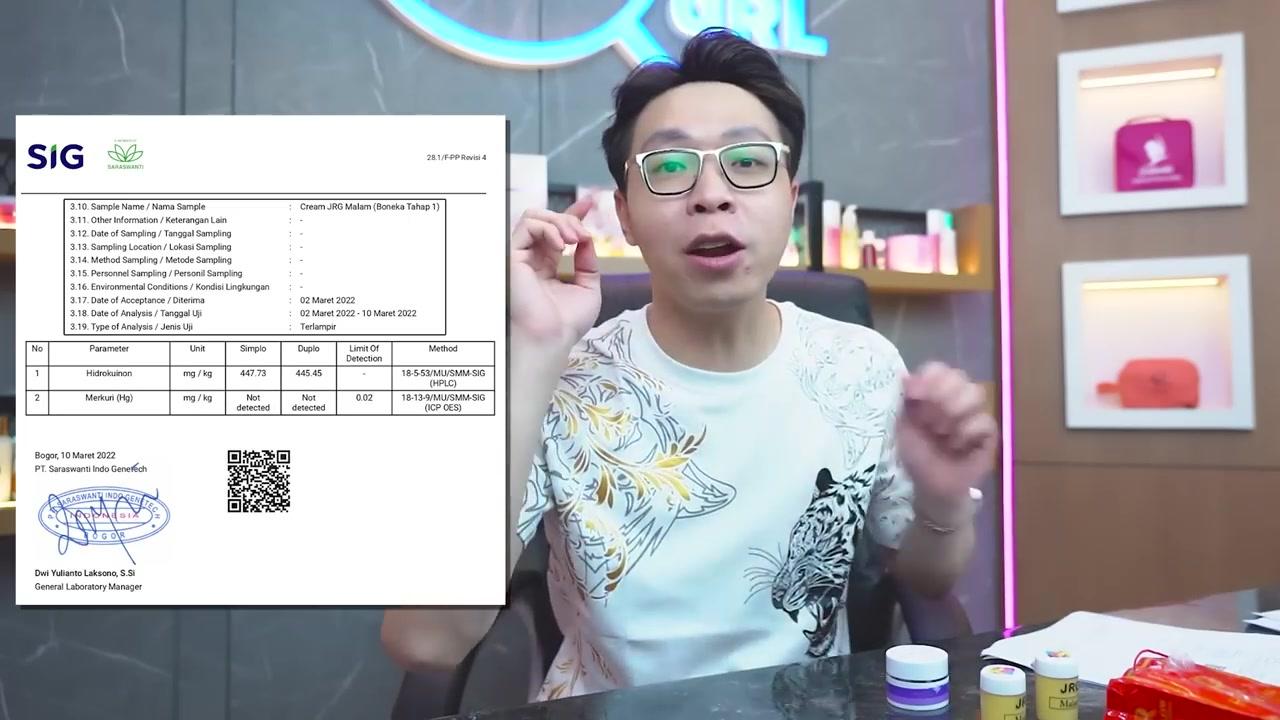 GRL
SIG
SARASWANTI
28.1/F-PP Revisi 4
3.10. Sample Name / Nama Sample : Cream JRG Malam (Boneka Tahap 1)
3.11. Other Information / Keterangan Lain : -
3.12. Date of Sampling / Tanggal Sampling : -
3.13. Sampling Location / Lokasi Sampling : -
3.14. Method Sampling / Metode Sampling : -
3.15. Personnel Sampling / Personil Sampling : -
3.16. Environmental Conditions / Kondisi Lingkungan : -
3.17. Date of Acceptance / Diterima : 02 Maret 2022
3.18. Date of Analysis / Tanggal Uji : 02 Maret 2022 - 10 Maret 2022
3.19. Type of Analysis / Jenis Uji : Terlampir
No Parameter Unit Simplo Duplo Limit Of Detection Method
1 Hidrokuinon mg / kg 447.73 445.45 - 18-5-53/MU/SMM-SIG (HPLC)
2 Merkuri (Hg) mg / kg Not detected Not detected 0.02 18-13-9/MU/SMM-SIG (ICP OES)
Bogor, 10 Maret 2022
PT. Saraswanti Indo Genetech
PT SARASWANTI INDO GENETECH
INDONESIA
BOGOR
Dwi Yulianto Laksono, S.Si
General Laboratory Manager
JRG